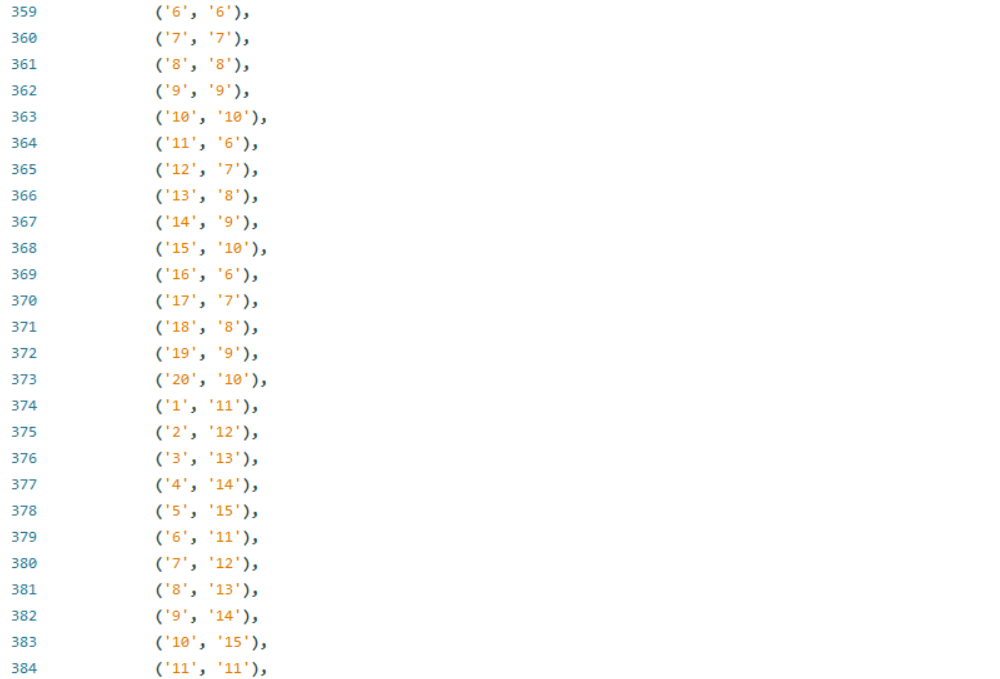 359 ('6', '6'),
360 ('7', '7'),
361 ('8', '8'),
362 ('9', '9'),
363 ('10', '10'),
364 ('11', '6'),
365 ('12', '7'),
366 ('13', '8'),
367 ('14', '9'),
368 ('15', '10'),
369 ('16', '6'),
370 ('17', '7'),
371 ('18', '8'),
372 ('19', '9'),
373 ('20', '10'),
374 ('1', '11'),
375 ('2', '12'),
376 ('3', '13'),
377 ('4', '14'),
378 ('5', '15'),
379 ('6', '11'),
380 ('7', '12'),
381 ('8', '13'),
382 ('9', '14'),
383 ('10', '15'),
384 ('11', '11'),